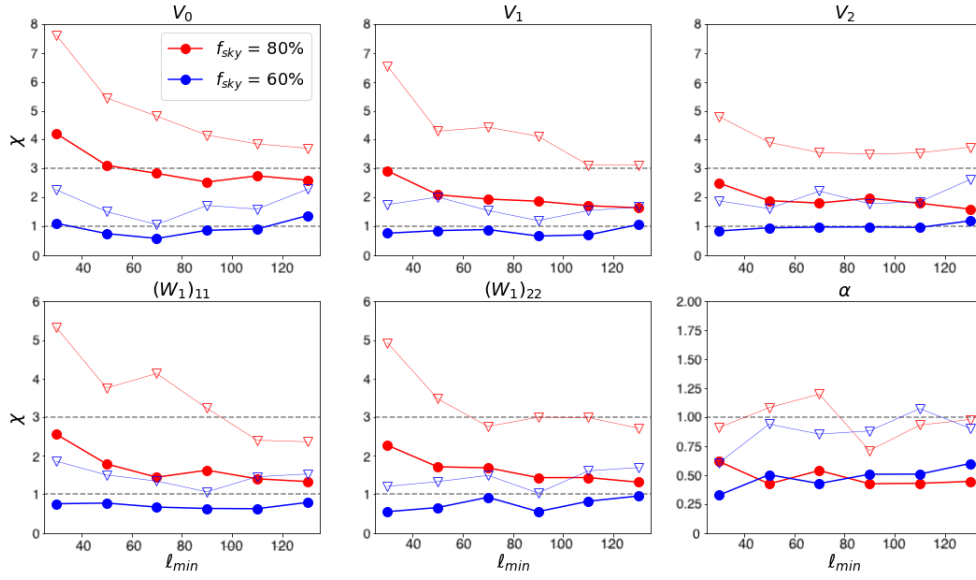 V₀ V₁ V₂
8 8 8
7 7 7
6 6 6
5 5 5
4 4 4
3 3 3
2 2 2
1 1 1
0 0 0
χ
f_sky = 80%
f_sky = 60%
40 60 80 100 120 40 60 80 100 120 40 60 80 100 120
(W₁)₁₁ (W₁)₂₂ α
6 6 2.00
5 5 1.75
4 4 1.50
3 3 1.25
2 2 1.00
1 1 0.75
0 0 0.50
0.25
0.00
χ
40 60 80 100 120 40 60 80 100 120 40 60 80 100 120
ℓ_min ℓ_min ℓ_min